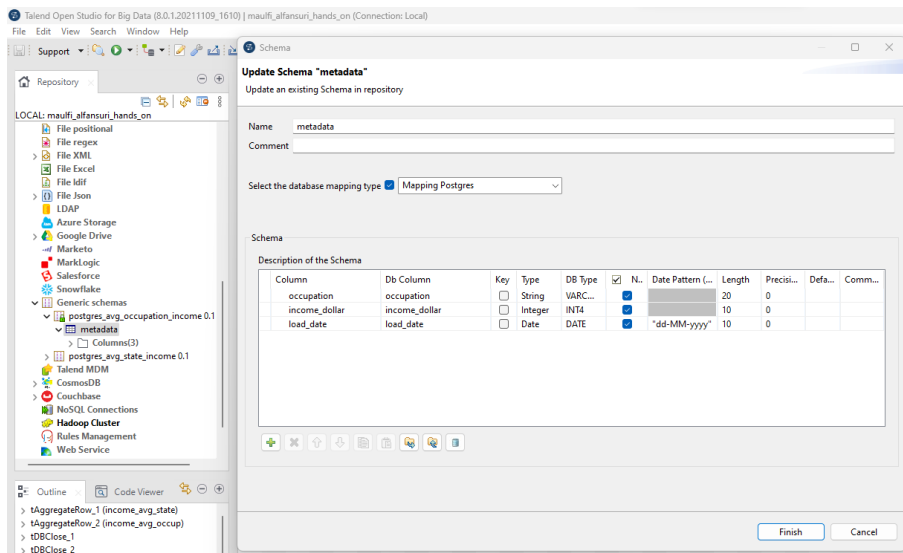 Talend Open Studio for Big Data (8.0.1.20211109_1610) | maulfi_alfansuri_hands_on (Connection: Local)
File Edit View Search Window Help
Support
Repository
LOCAL: maulfi_alfansuri_hands_on
File positional
File regex
File XML
File Excel
File ldif
File Json
LDAP
Azure Storage
Google Drive
Marketo
MarkLogic
Salesforce
Snowflake
Generic schemas
postgres_avg_occupation_income 0.1
metadata
Columns(3)
postgres_avg_state_income 0.1
Talend MDM
CosmosDB
Couchbase
NoSQL Connections
Hadoop Cluster
Rules Management
Web Service
Outline Code Viewer
tAggregateRow_1 (income_avg_state)
tAggregateRow_2 (income_avg_occup)
tDBClose_1
tDBClose_2
Schema
Update Schema "metadata"
Update an existing Schema in repository
Name metadata
Comment
Select the database mapping type Mapping Postgres
Schema
Description of the Schema
Column Db Column Key Type DB Type N.. Date Pattern (... Length Precisi... Defa... Comm...
occupation occupation String VARC... 20 0
income_dollar income_dollar Integer INT4 10 0
load_date load_date Date DATE "dd-MM-yyyy" 10 0
Finish Cancel